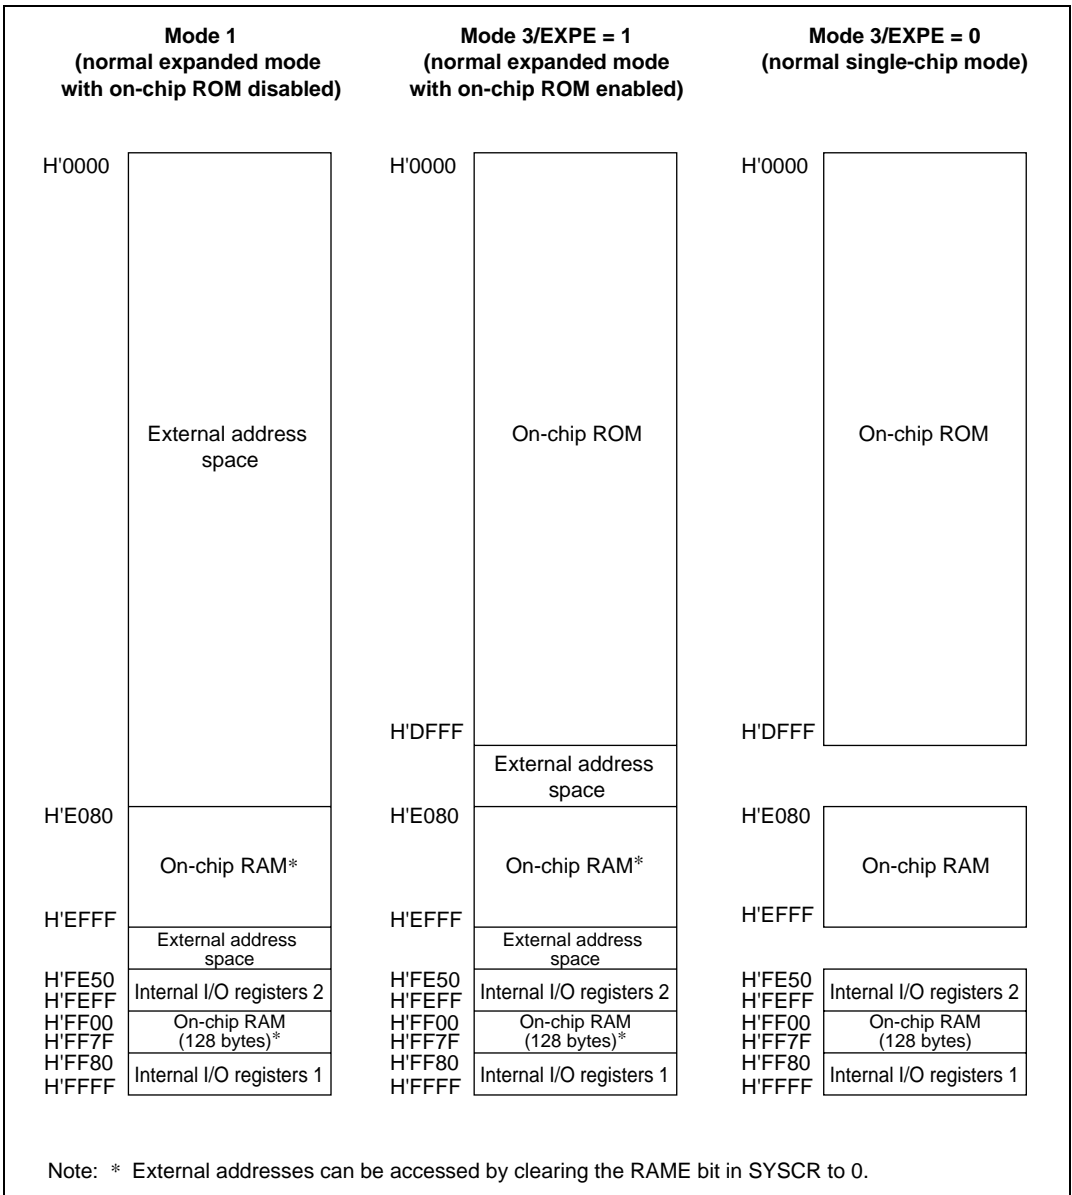 Mode 1
(normal expanded mode
with on-chip ROM disabled)
H'0000
External address
space
H'E080
On-chip RAM*
H'EFFF
External address
space
H'FE50
Internal I/O registers 2
H'FEFF
H'FF00
On-chip RAM
(128 bytes)*
H'FF7F
H'FF80
Internal I/O registers 1
H'FFFF
Mode 3/EXPE = 1
(normal expanded mode
with on-chip ROM enabled)
H'0000
On-chip ROM
H'DFFF
External address
space
H'E080
On-chip RAM*
H'EFFF
External address
space
H'FE50
Internal I/O registers 2
H'FEFF
H'FF00
On-chip RAM
(128 bytes)*
H'FF7F
H'FF80
Internal I/O registers 1
H'FFFF
Mode 3/EXPE = 0
(normal single-chip mode)
H'0000
On-chip ROM
H'DFFF
H'E080
On-chip RAM
H'EFFF
H'FE50
Internal I/O registers 2
H'FEFF
H'FF00
On-chip RAM
(128 bytes)
H'FF7F
H'FF80
Internal I/O registers 1
H'FFFF
Note: * External addresses can be accessed by clearing the RAME bit in SYSCR to 0.